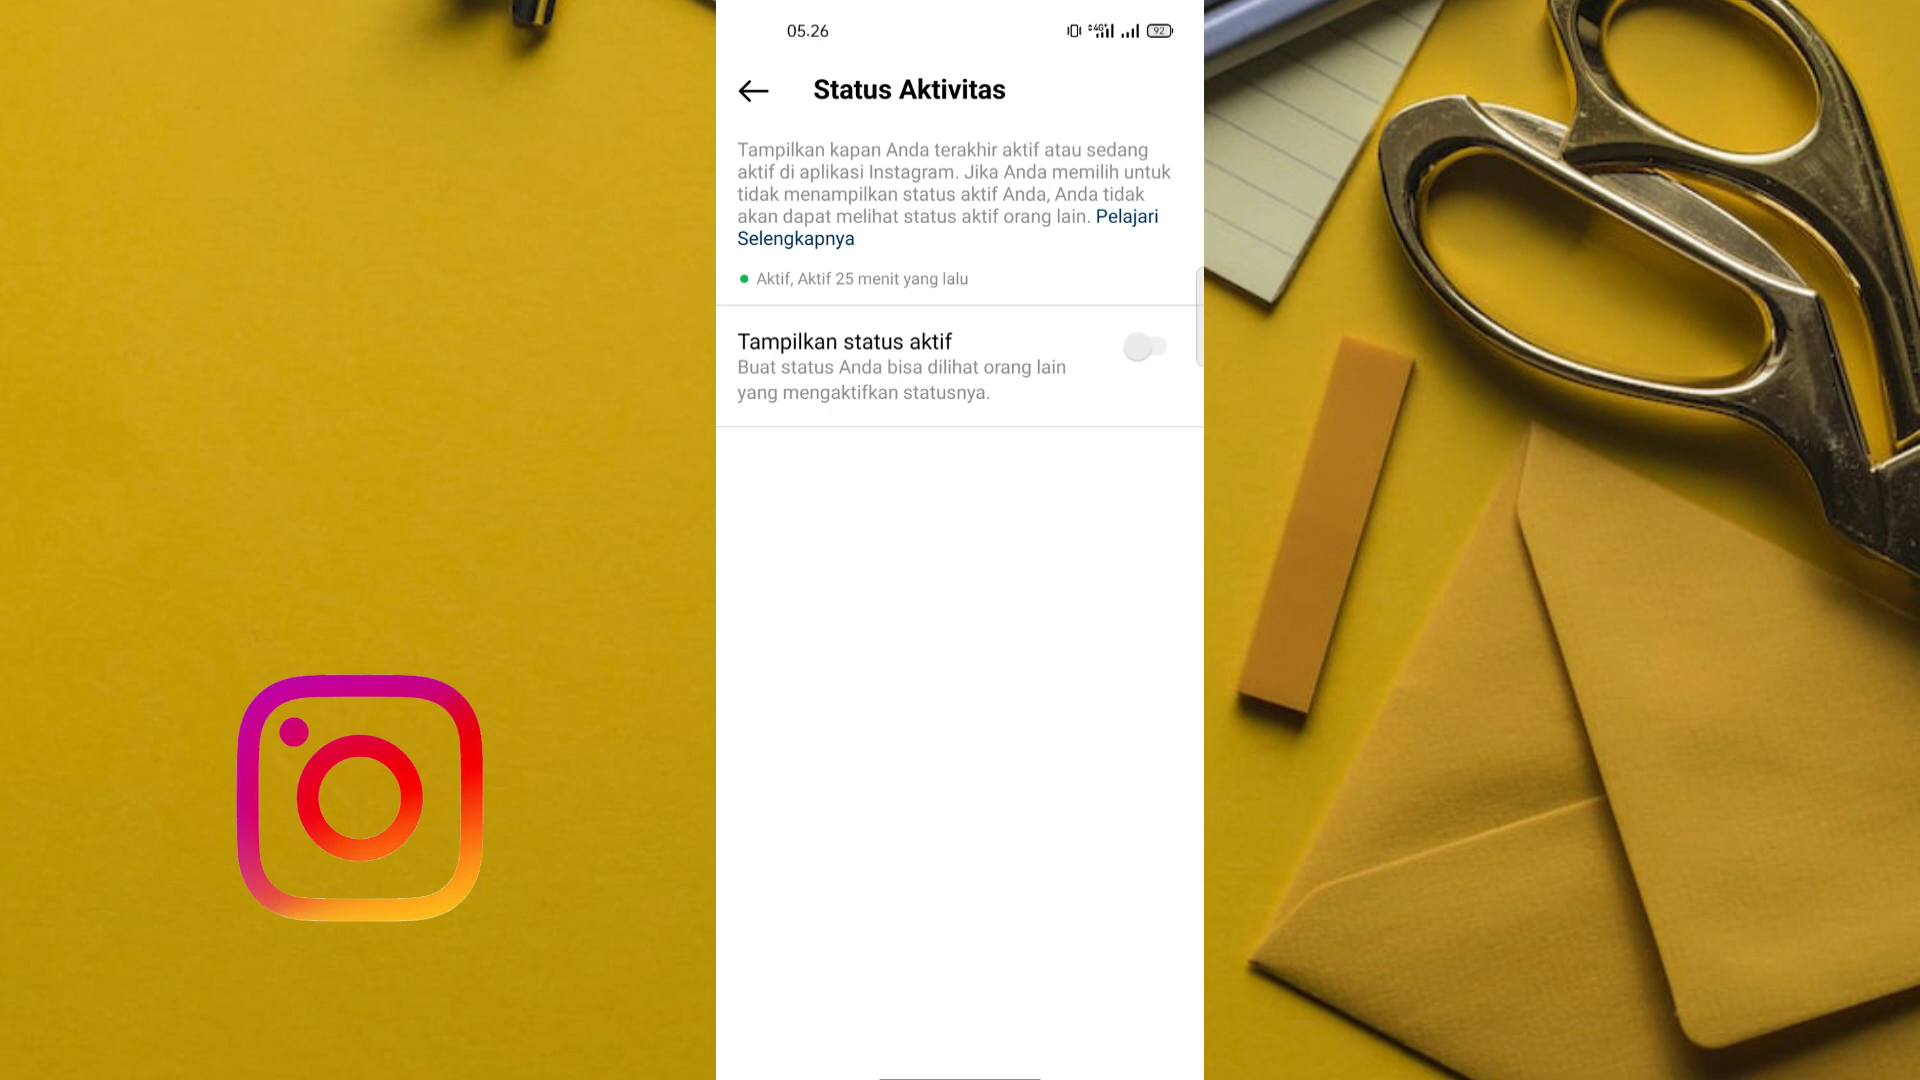 05.26
4G+
92
Status Aktivitas
Tampilkan kapan Anda terakhir aktif atau sedang
aktif di aplikasi Instagram. Jika Anda memilih untuk
tidak menampilkan status aktif Anda, Anda tidak
akan dapat melihat status aktif orang lain. Pelajari
Selengkapnya
Aktif, Aktif 25 menit yang lalu
Tampilkan status aktif
Buat status Anda bisa dilihat orang lain
yang mengaktifkan statusnya.